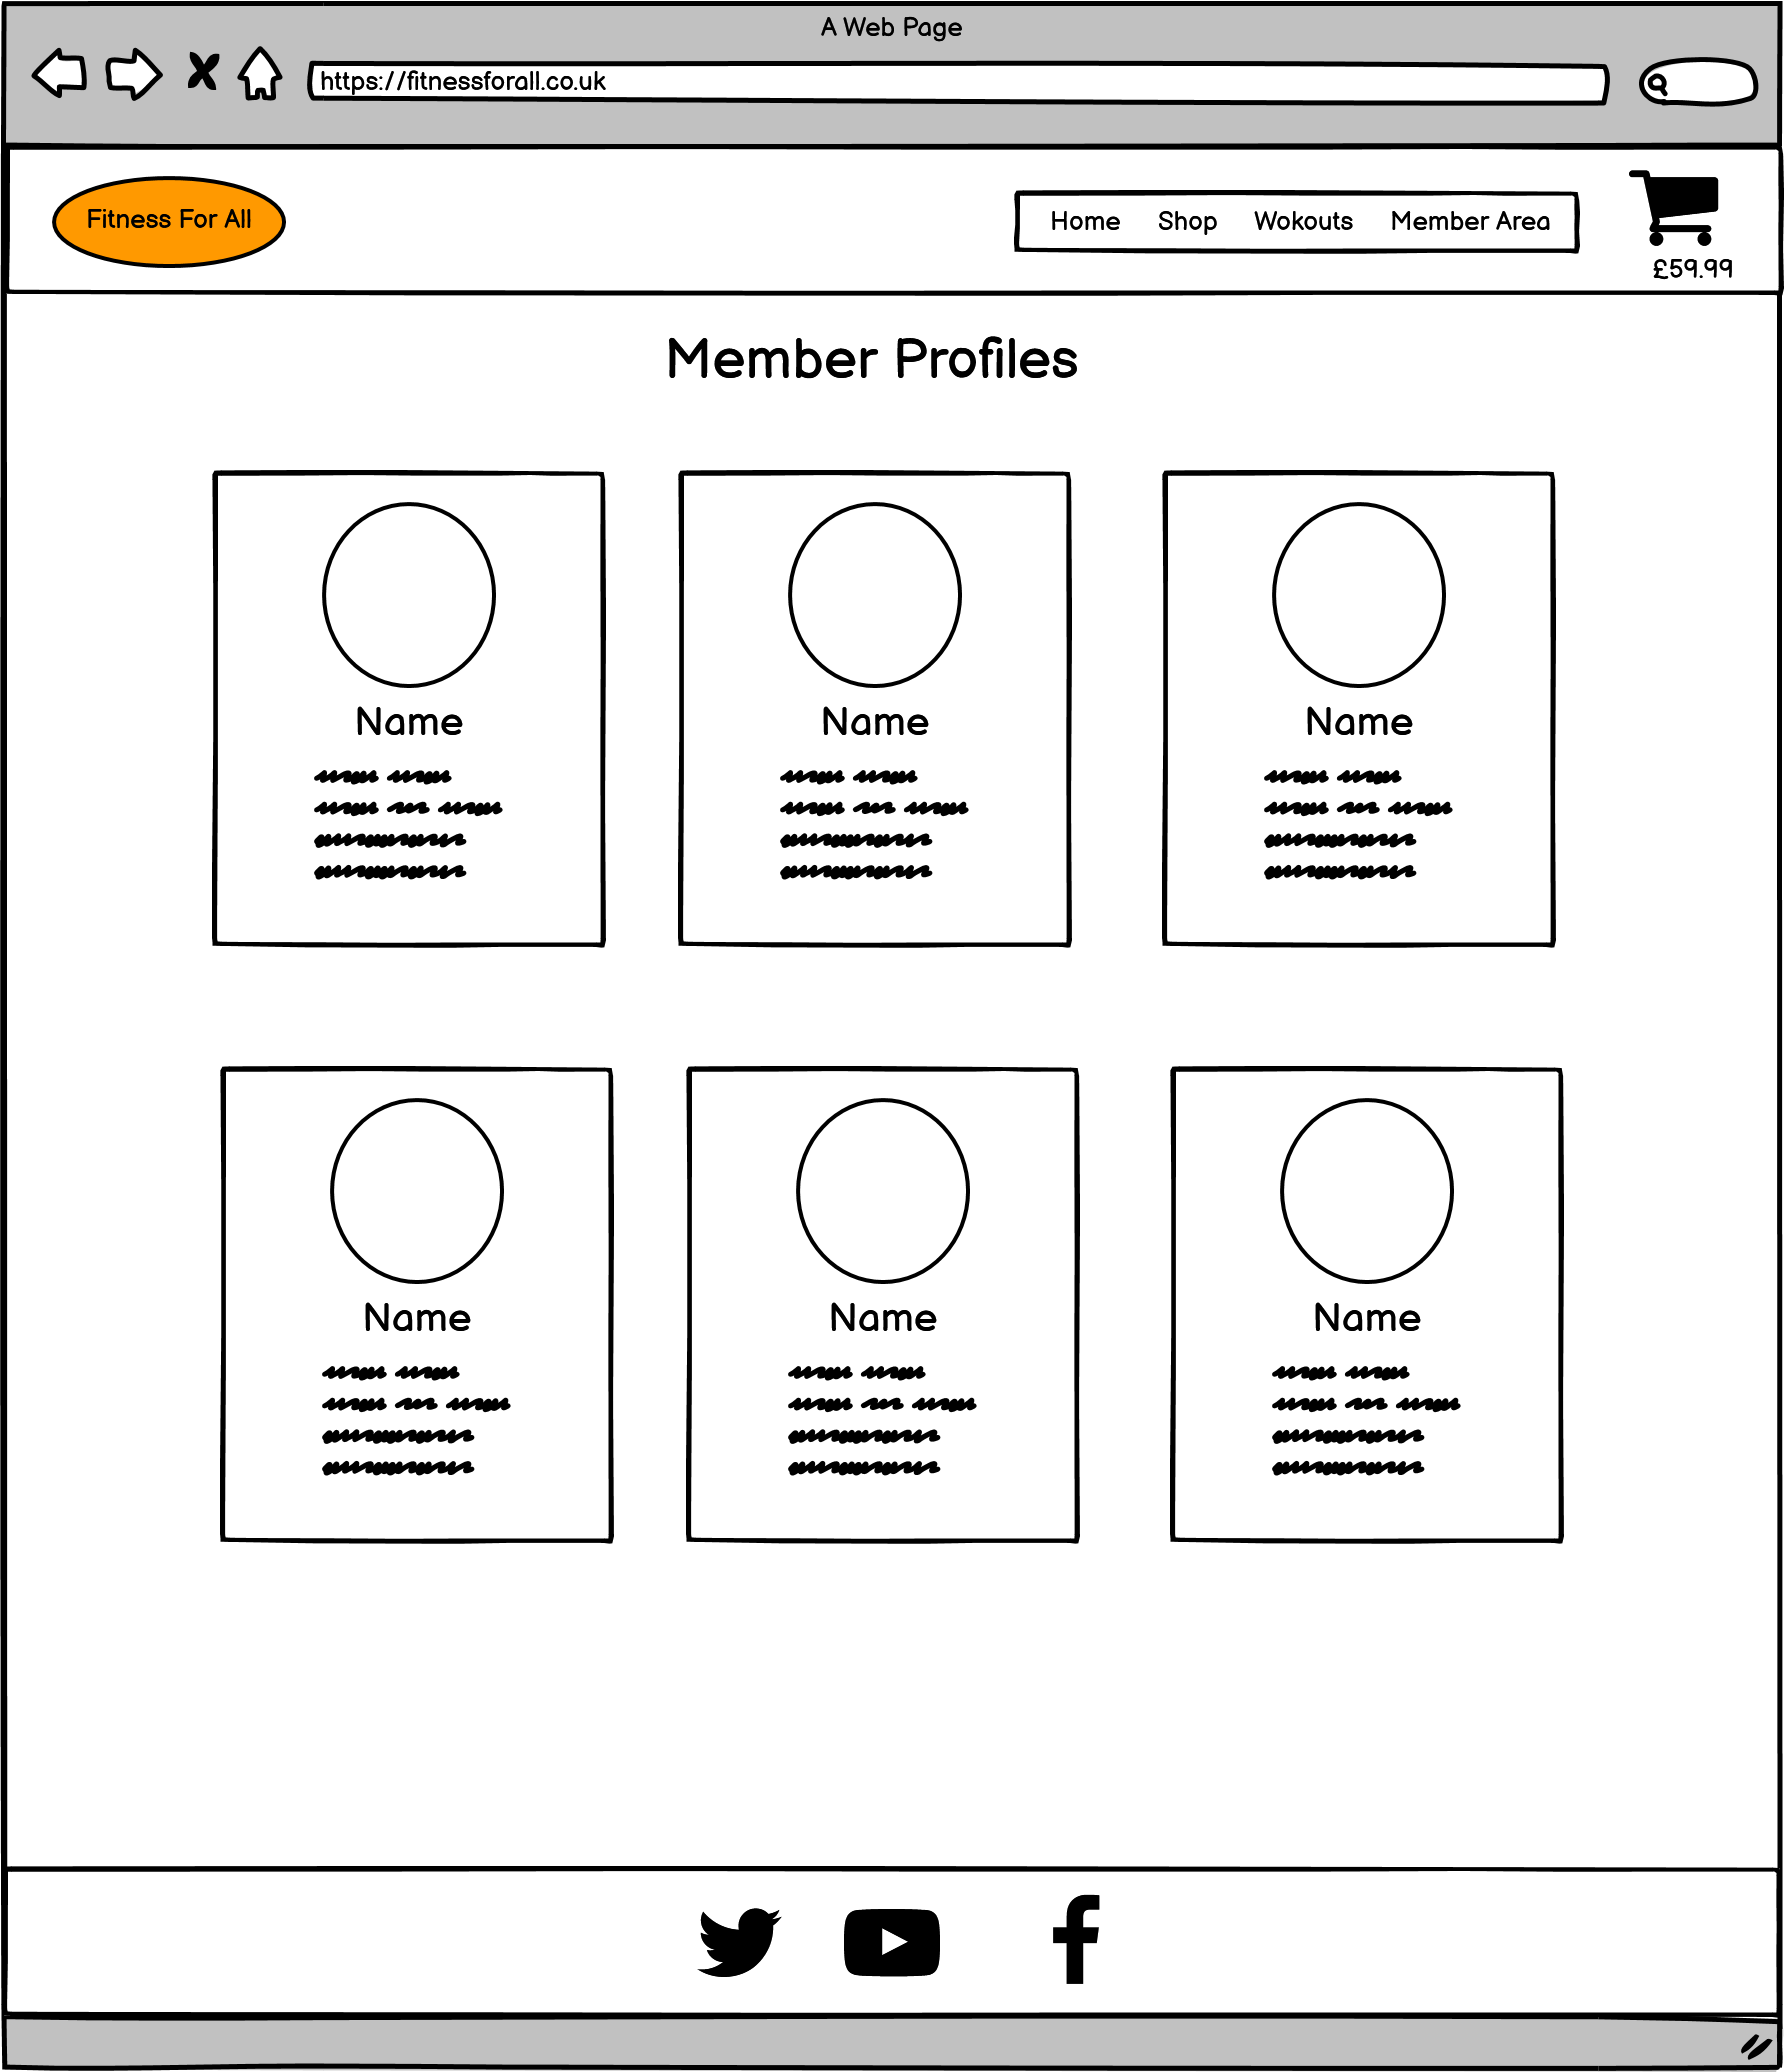 A Web Page
https://fitnessforall.co.uk
Fitness For All
Home Shop Wokouts Member Area
£59.99
Member Profiles
Name Name Name
Name Name Name